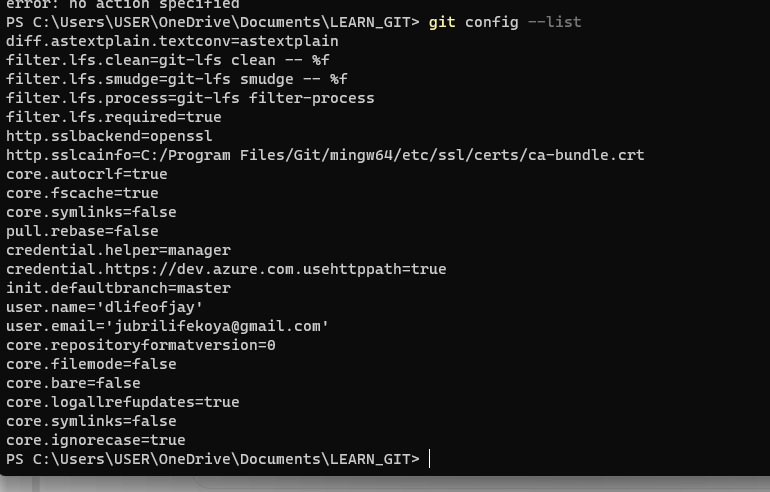 error: no action specified
PS C:\Users\USER\OneDrive\Documents\LEARN_GIT> git config --list
diff.astextplain.textconv=astextplain
filter.lfs.clean=git-lfs clean -- %f
filter.lfs.smudge=git-lfs smudge -- %f
filter.lfs.process=git-lfs filter-process
filter.lfs.required=true
http.sslbackend=openssl
http.sslcainfo=C:/Program Files/Git/mingw64/etc/ssl/certs/ca-bundle.crt
core.autocrlf=true
core.fscache=true
core.symlinks=false
pull.rebase=false
credential.helper=manager
credential.https://dev.azure.com.usehttppath=true
init.defaultbranch=master
user.name='dlifeofjay'
user.email='jubrilifekoya@gmail.com'
core.repositoryformatversion=0
core.filemode=false
core.bare=false
core.logallrefupdates=true
core.symlinks=false
core.ignorecase=true
PS C:\Users\USER\OneDrive\Documents\LEARN_GIT>